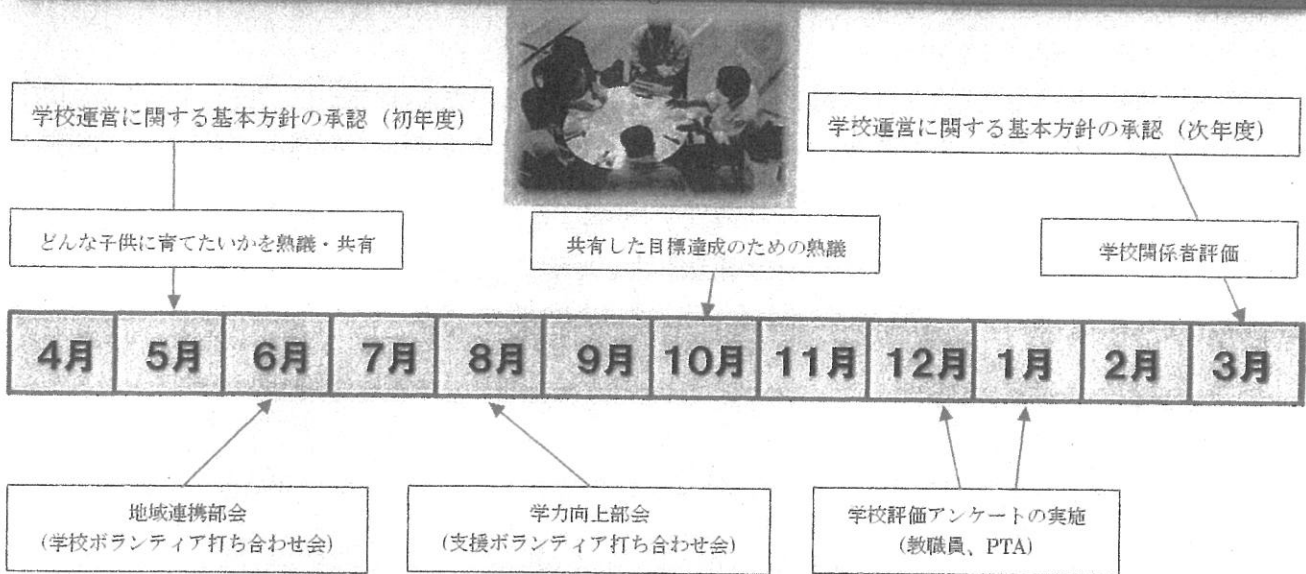 学校運営に関する基本方針の承認（初年度）
学校運営に関する基本方針の承認（次年度）
どんな子供に育てたいかを熟議・共有
共有した目標達成のための熟議
学校関係者評価
4月 5月 6月 7月 8月 9月 10月 11月 12月 1月 2月 3月
地域連携部会
(学校ボランティア打ち合わせ会)
学力向上部会
(支援ボランティア打ち合わせ会)
学校評価アンケートの実施
(教職員、PTA)